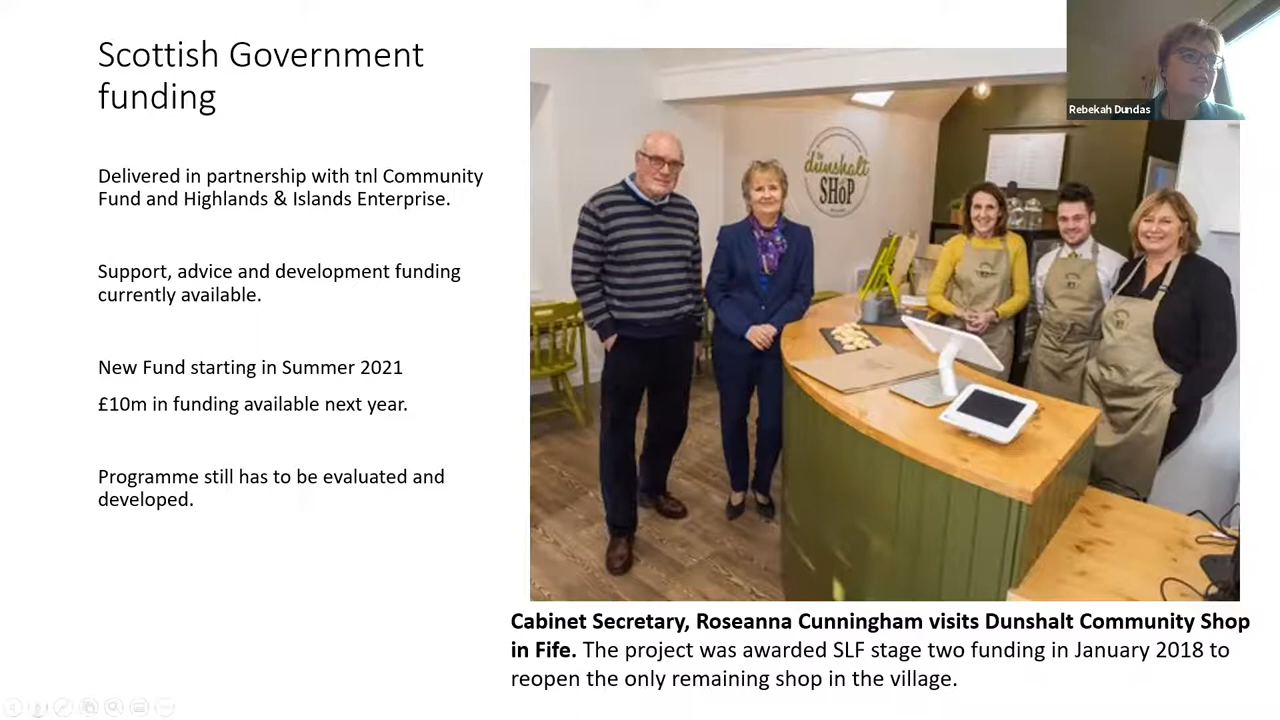 Scottish Government
funding
Delivered in partnership with tnl Community
Fund and Highlands & Islands Enterprise.
Support, advice and development funding
currently available.
New Fund starting in Summer 2021
£10m in funding available next year.
Programme still has to be evaluated and
developed.
Rebekah Dundas
the
dunshalt
SHOP
Cabinet Secretary, Roseanna Cunningham visits Dunshalt Community Shop
in Fife. The project was awarded SLF stage two funding in January 2018 to
reopen the only remaining shop in the village.